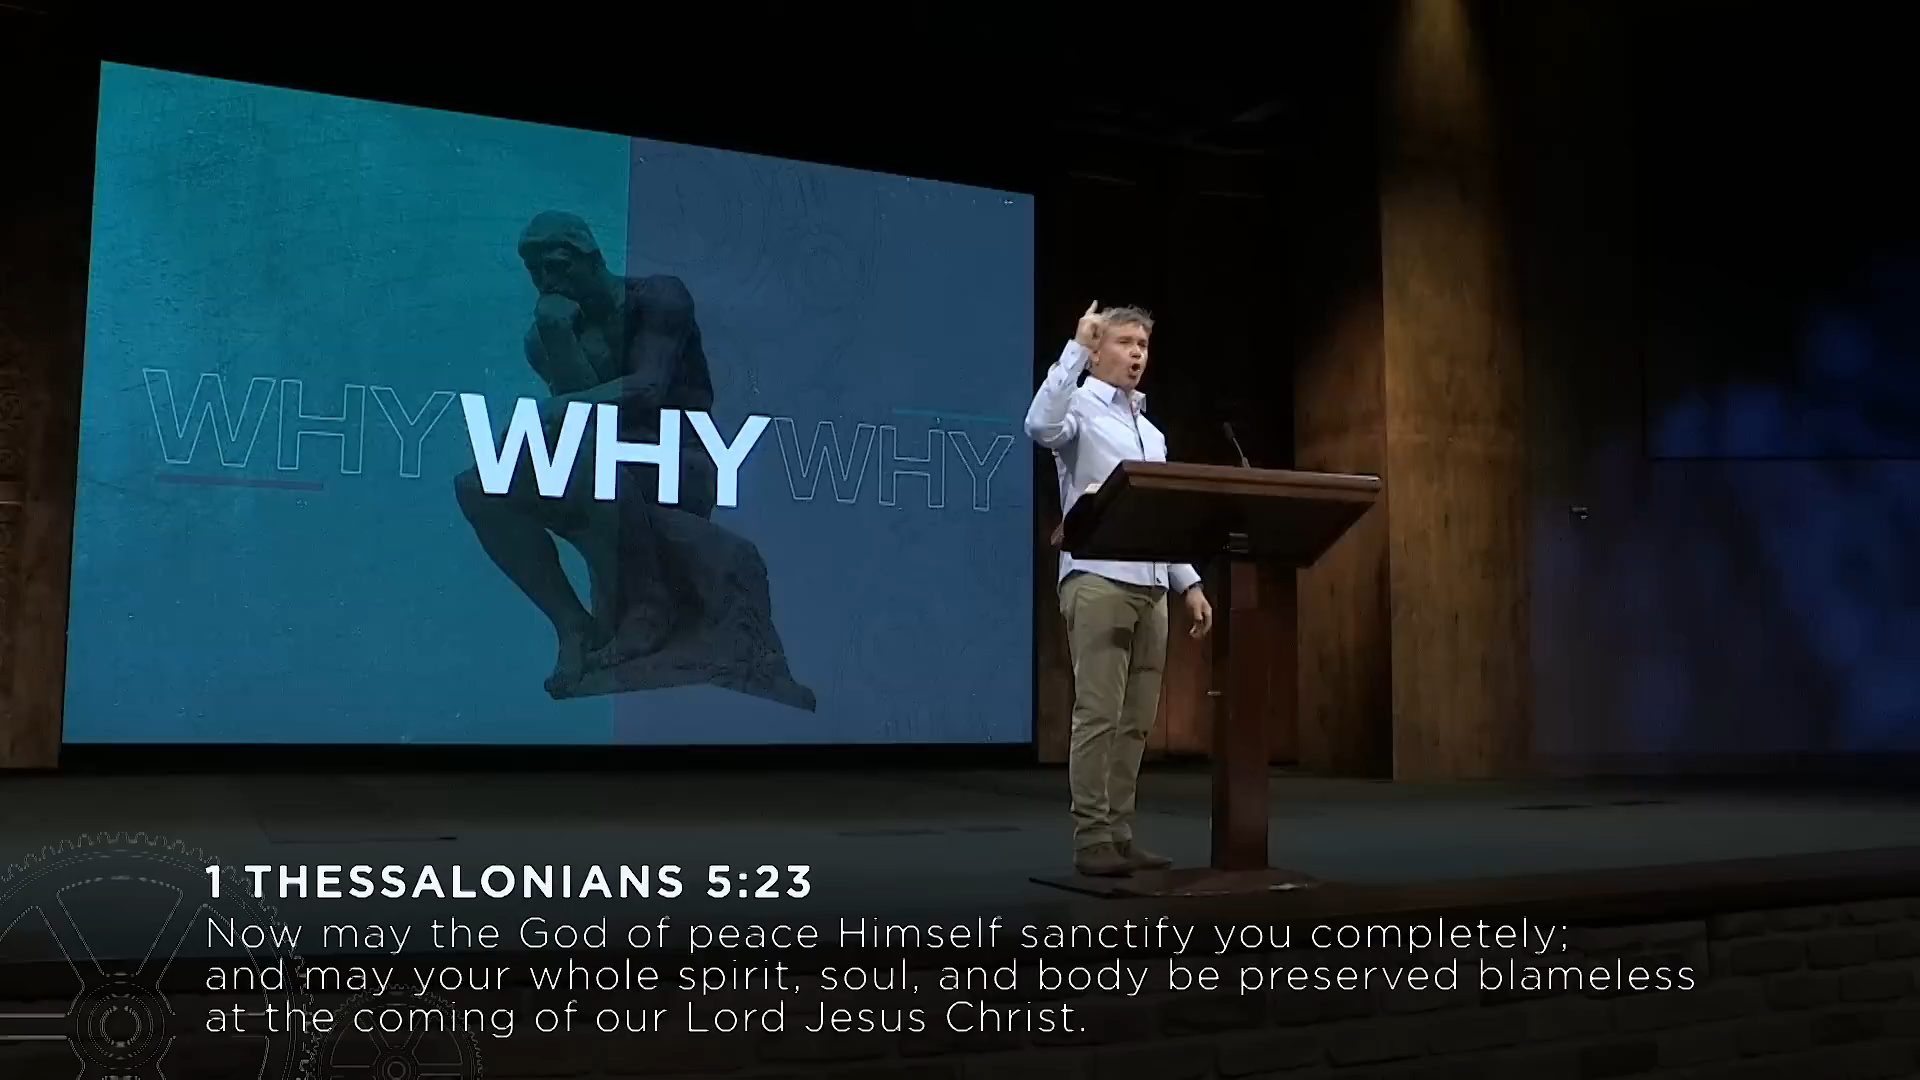 WHY WHY WHY
1 THESSALONIANS 5:23
Now may the God of peace Himself sanctify you completely;
and may your whole spirit, soul, and body be preserved blameless
at the coming of our Lord Jesus Christ.